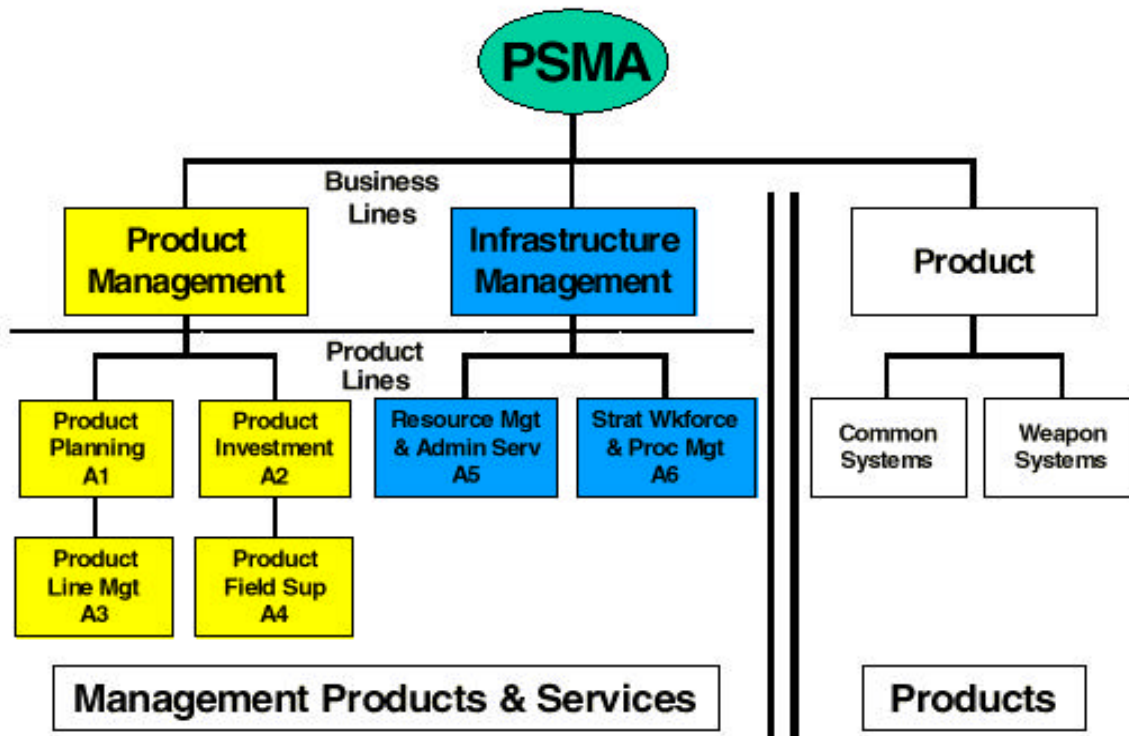 PSMA
Business
Lines
Product
Management
Infrastructure
Management
Product
Product
Lines
Product
Planning
A1
Product
Investment
A2
Resource Mgt
& Admin Serv
A5
Strat Wkforce
& Proc Mgt
A6
Common
Systems
Weapon
Systems
Product
Line Mgt
A3
Product
Field Sup
A4
Management Products & Services
Products